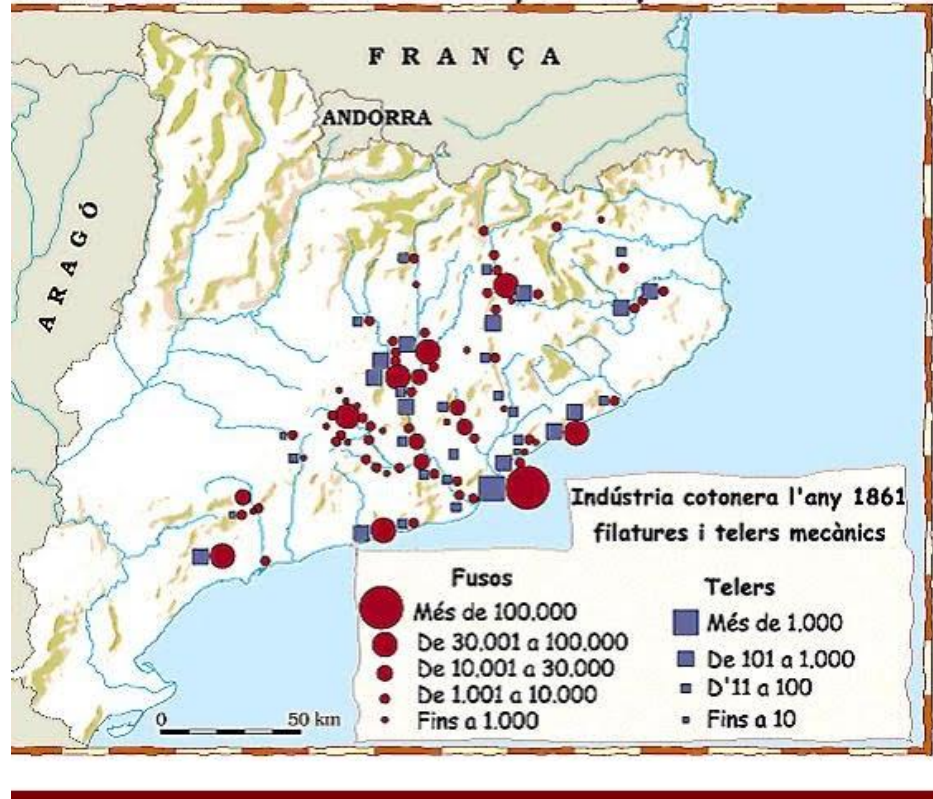 FRANÇA
ANDORRA
ARAGÓ
Indústria cotonera l'any 1861
filatures i telers mecànics
Fusos
Més de 100.000
De 30.001 a 100.000
De 10.001 a 30.000
De 1.001 a 10.000
Fins a 1.000
Telers
Més de 1.000
De 101 a 1.000
D'11 a 100
Fins a 10
0 50 km